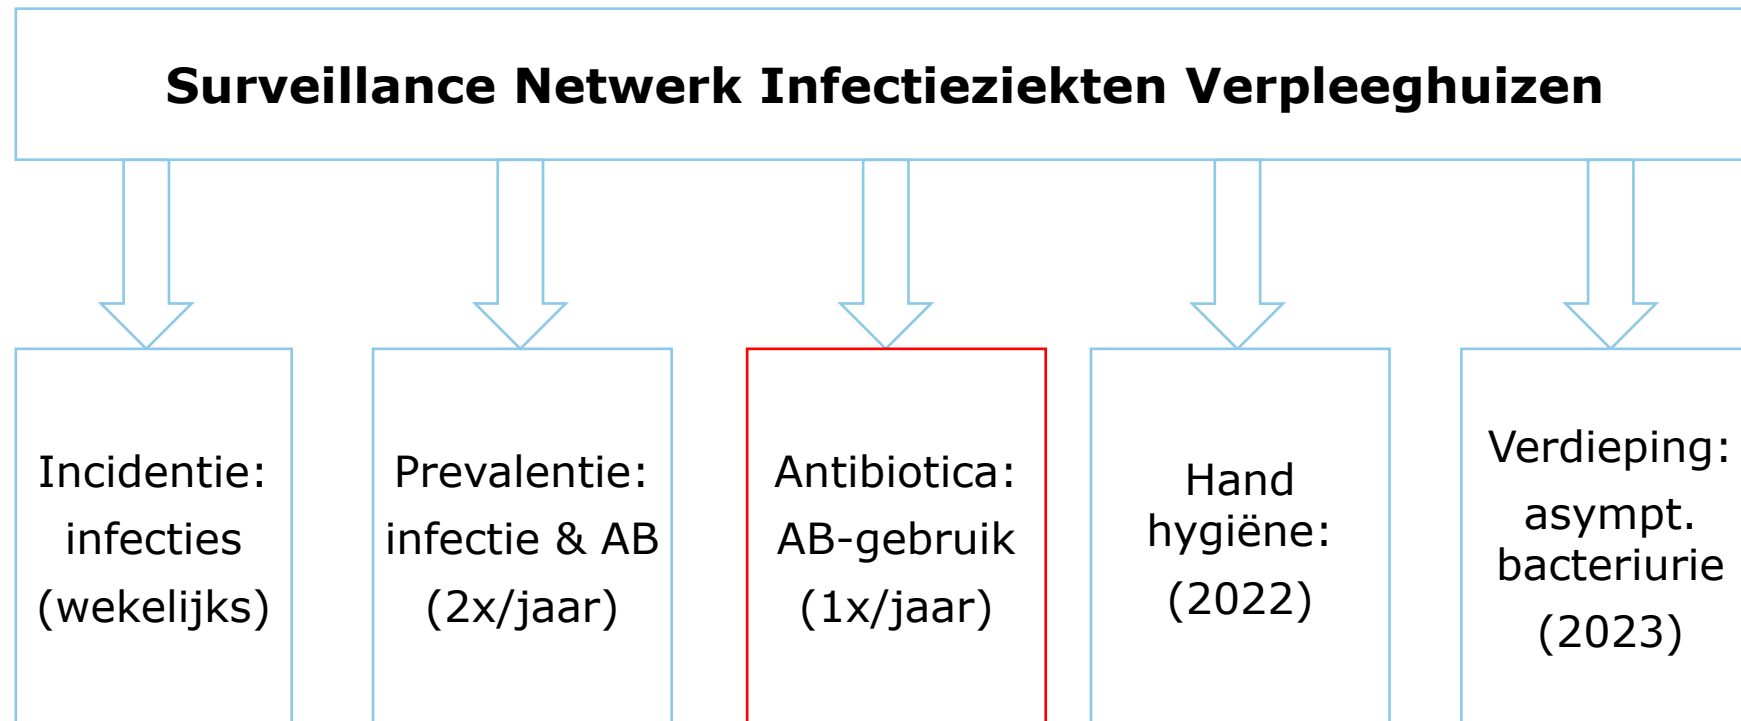 Surveillance Netwerk Infectieziekten Verpleeghuizen
Incidentie:
infecties
(wekelijks)
Prevalentie:
infectie & AB
(2x/jaar)
Antibiotica:
AB-gebruik
(1x/jaar)
Hand
hygiëne:
(2022)
Verdieping:
asympt.
bacteriurie
(2023)